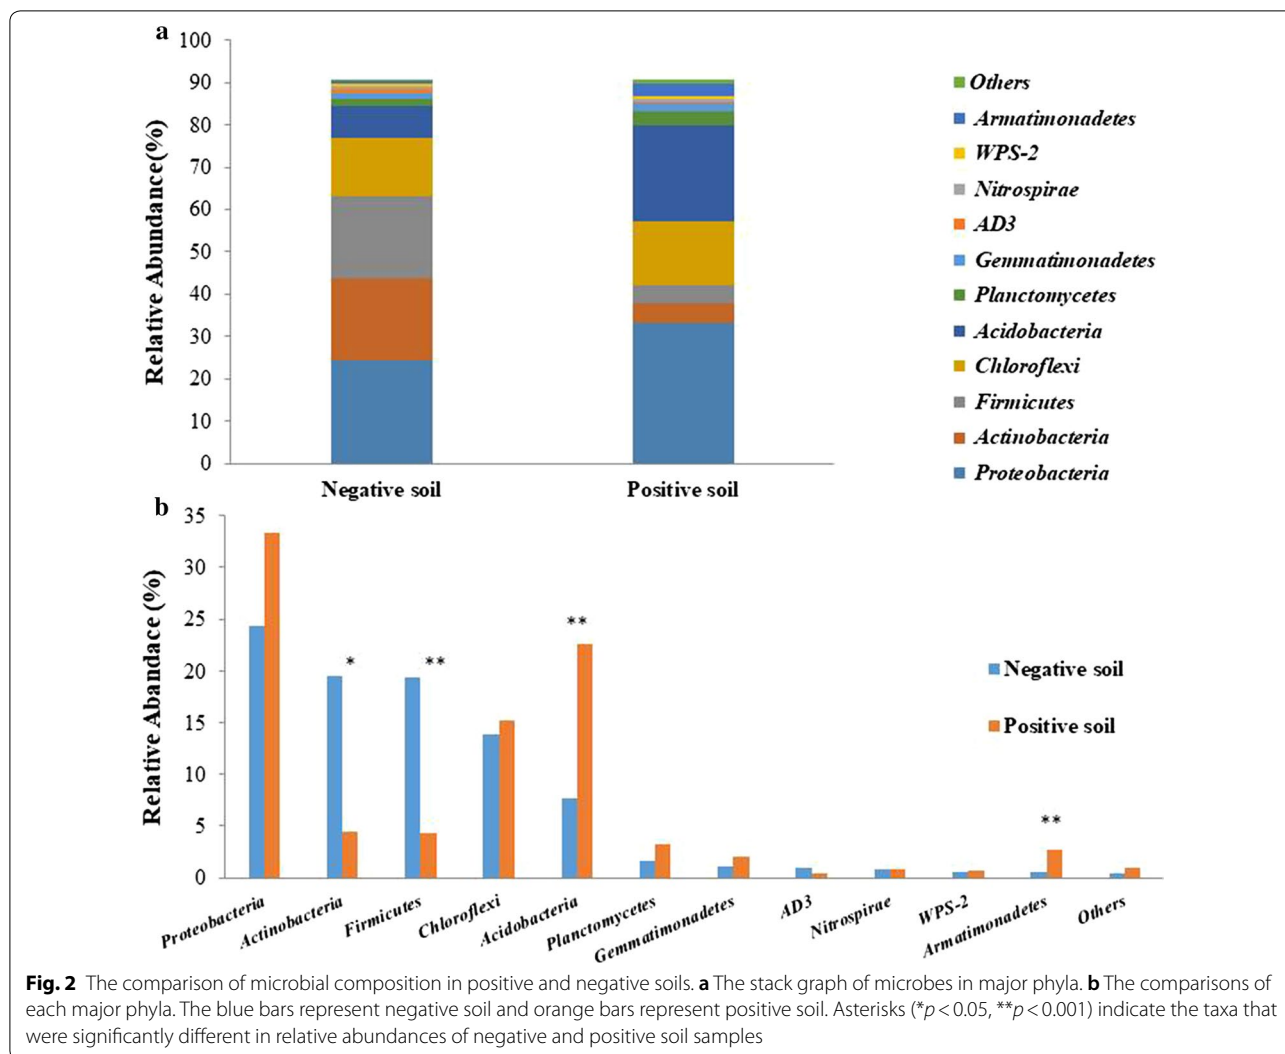 a
100
90
80
70
60
50
40
30
20
10
0
Relative Abundance(%)
Negative soil
Positive soil
Others
Armatimonadetes
WPS-2
Nitrospirae
AD3
Gemmatimonadetes
Planctomycetes
Acidobacteria
Chloroflexi
Firmicutes
Actinobacteria
Proteobacteria
b
35
30
25
20
15
10
5
0
Relative Abandace (%)
*
**
**
**
Negative soil
Positive soil
Proteobacteria
Actinobacteria
Firmicutes
Chloroflexi
Acidobacteria
Planctomycetes
Gemmatimonadetes
AD3
Nitrospirae
WPS-2
Armatimonadetes
Others
Fig. 2 The comparison of microbial composition in positive and negative soils. a The stack graph of microbes in major phyla. b The comparisons of
each major phyla. The blue bars represent negative soil and orange bars represent positive soil. Asterisks (*p < 0.05, **p < 0.001) indicate the taxa that
were significantly different in relative abundances of negative and positive soil samples